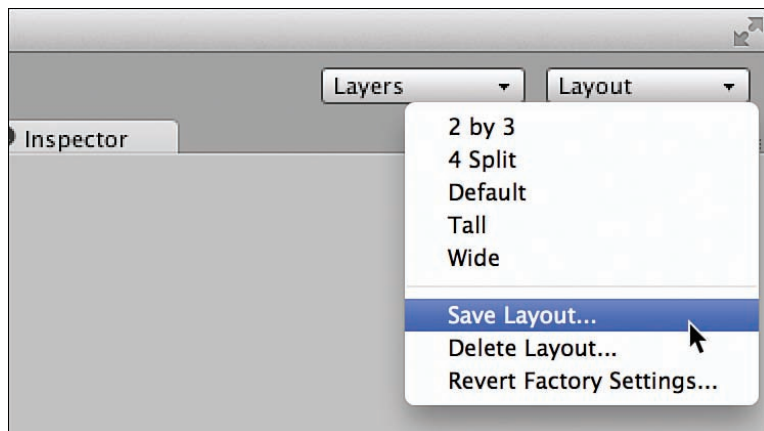 Layers
Layout
Inspector
2 by 3
4 Split
Default
Tall
Wide
Save Layout...
Delete Layout...
Revert Factory Settings...